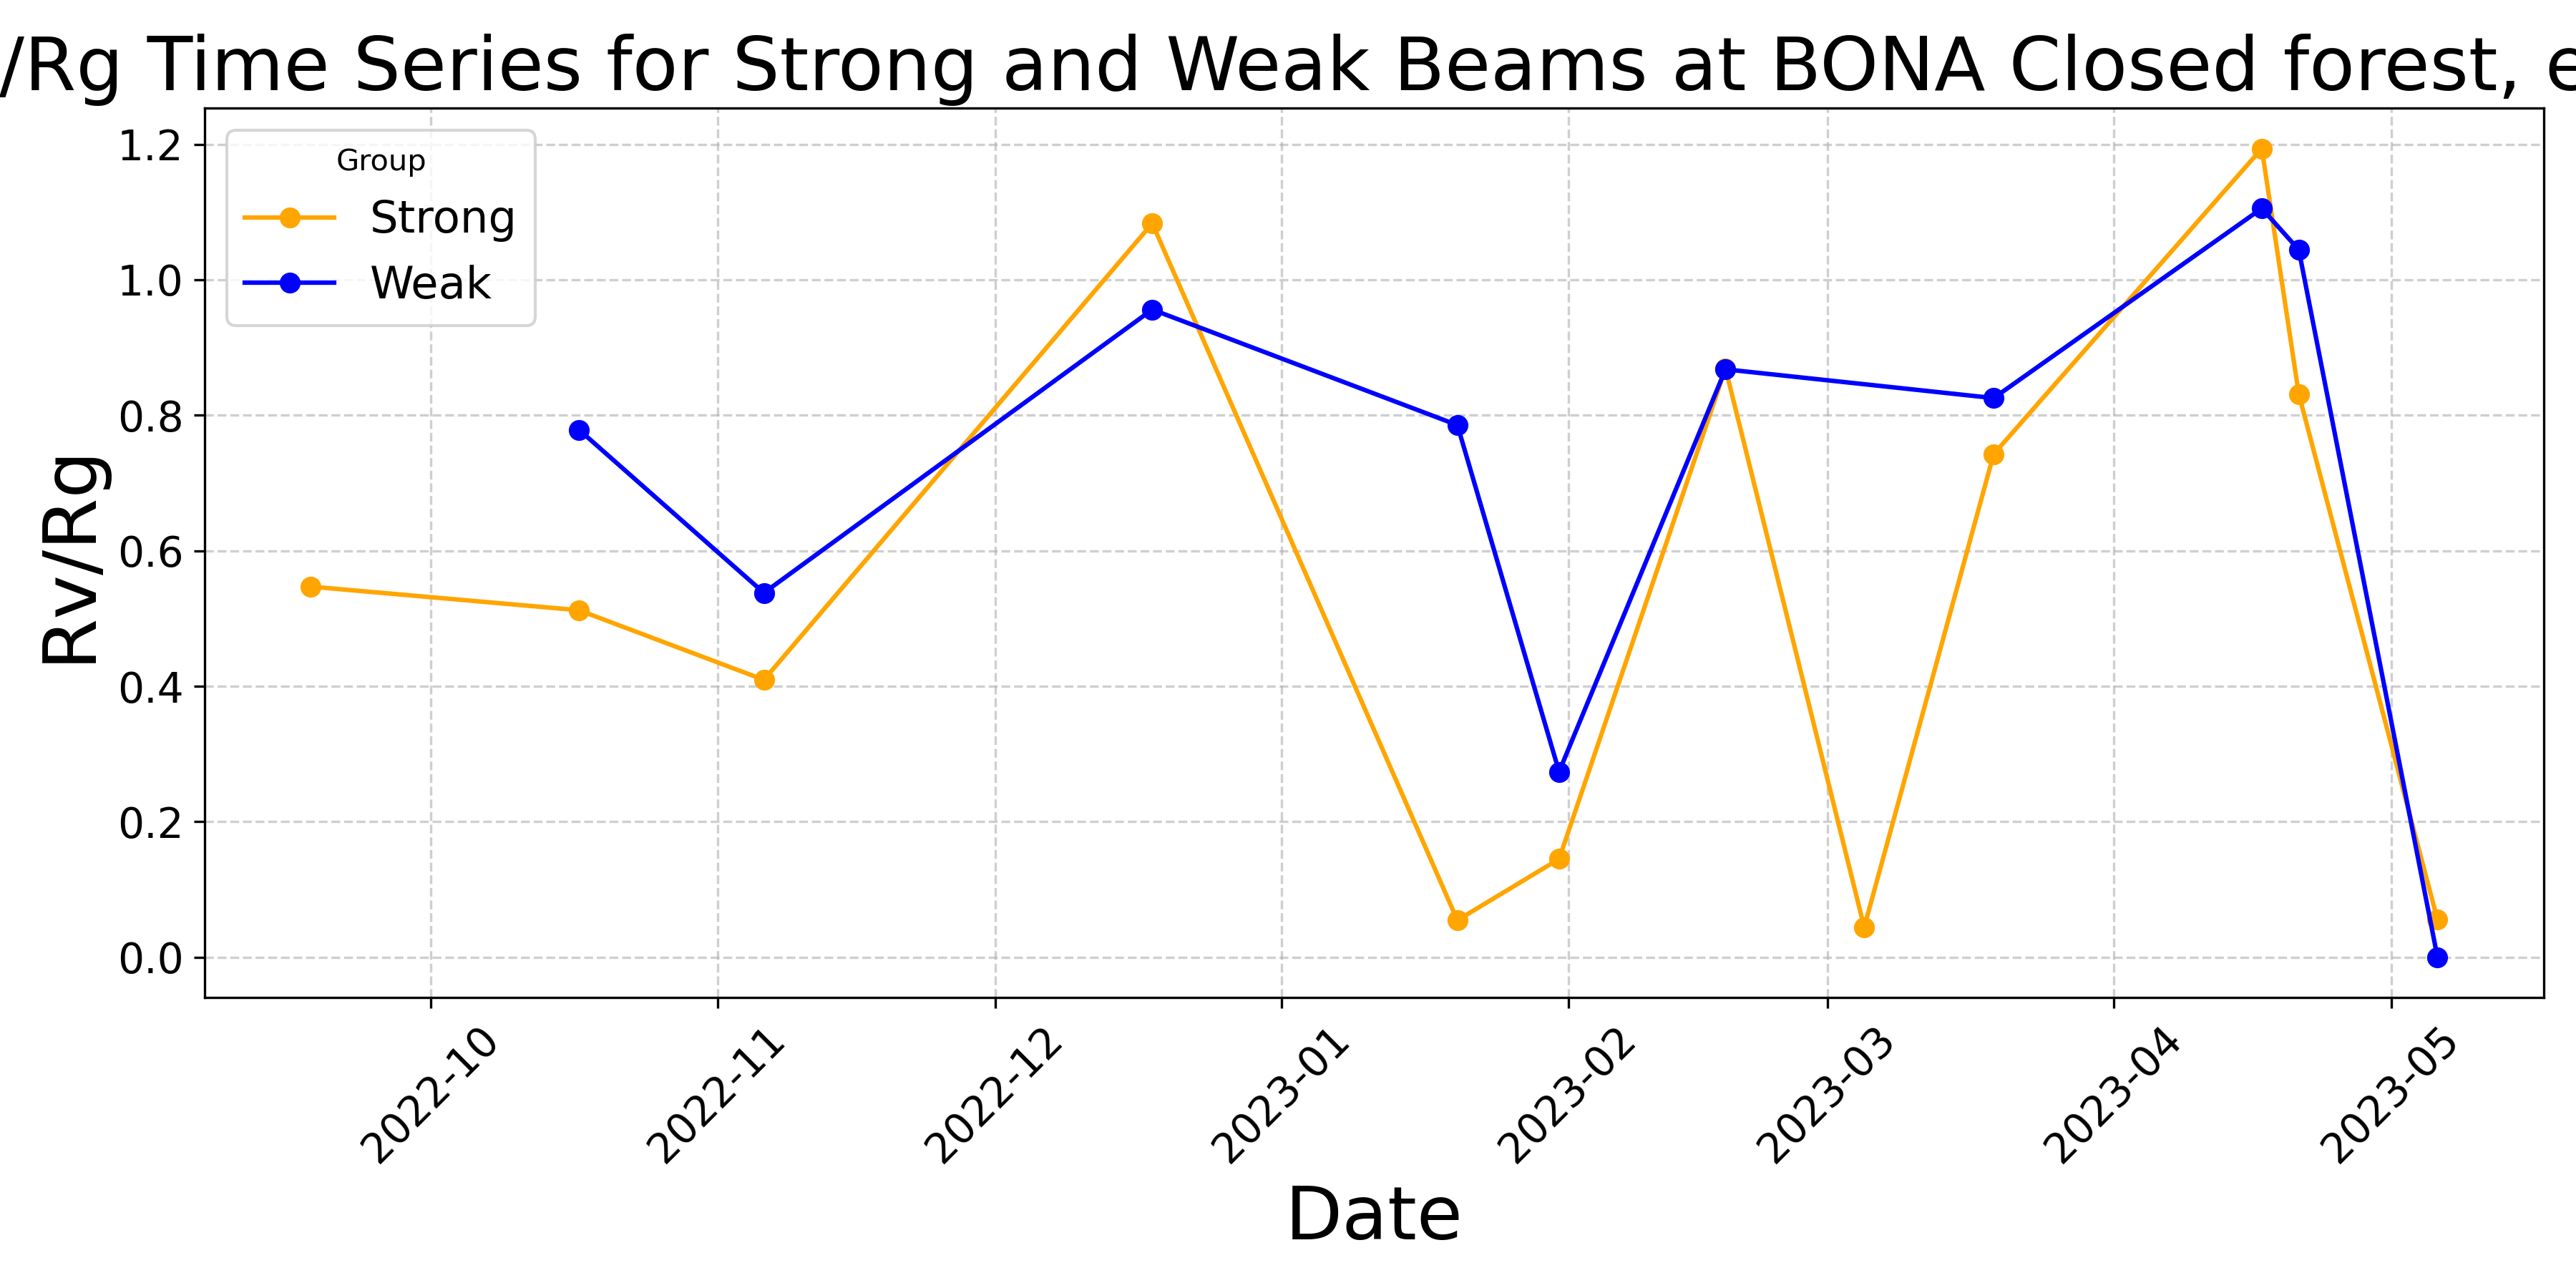 /Rg Time Series for Strong and Weak Beams at BONA Closed forest,
Group
Strong
Weak
Rv/Rg
1.2
1.0
0.8
0.6
0.4
0.2
0.0
2022-10
2022-11
2022-12
2023-01
2023-02
2023-03
2023-04
2023-05
Date